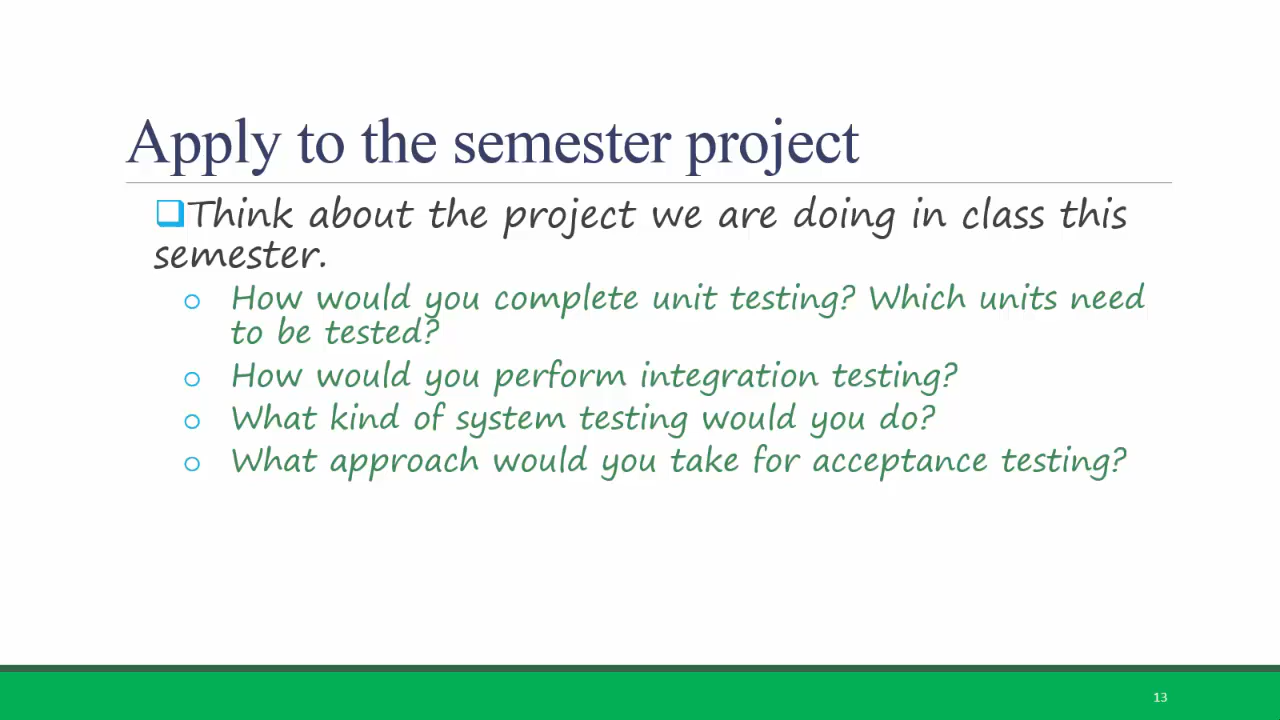 Apply to the semester project
Think about the project we are doing in class this
semester.
How would you complete unit testing? Which units need
to be tested?
How would you perform integration testing?
What kind of system testing would you do?
What approach would you take for acceptance testing?
13